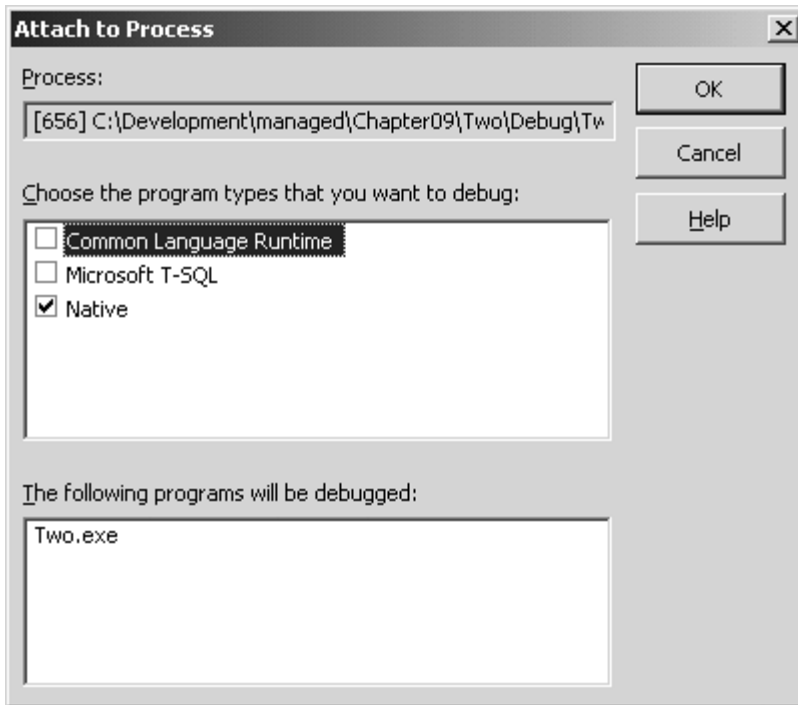 Attach to Process
Process:
OK
[656] C:\Development\managed\Chapter09\Two\Debug\Tw
Cancel
Choose the program types that you want to debug:
Help
Common Language Runtime
Microsoft T-SQL
Native
The following programs will be debugged:
Two.exe